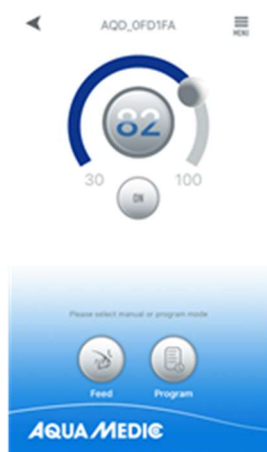 AQD_0FD1FA
MENU
82
30
100
ON
Please select manual or program mode
Feed
Program
AQUA MEDIC